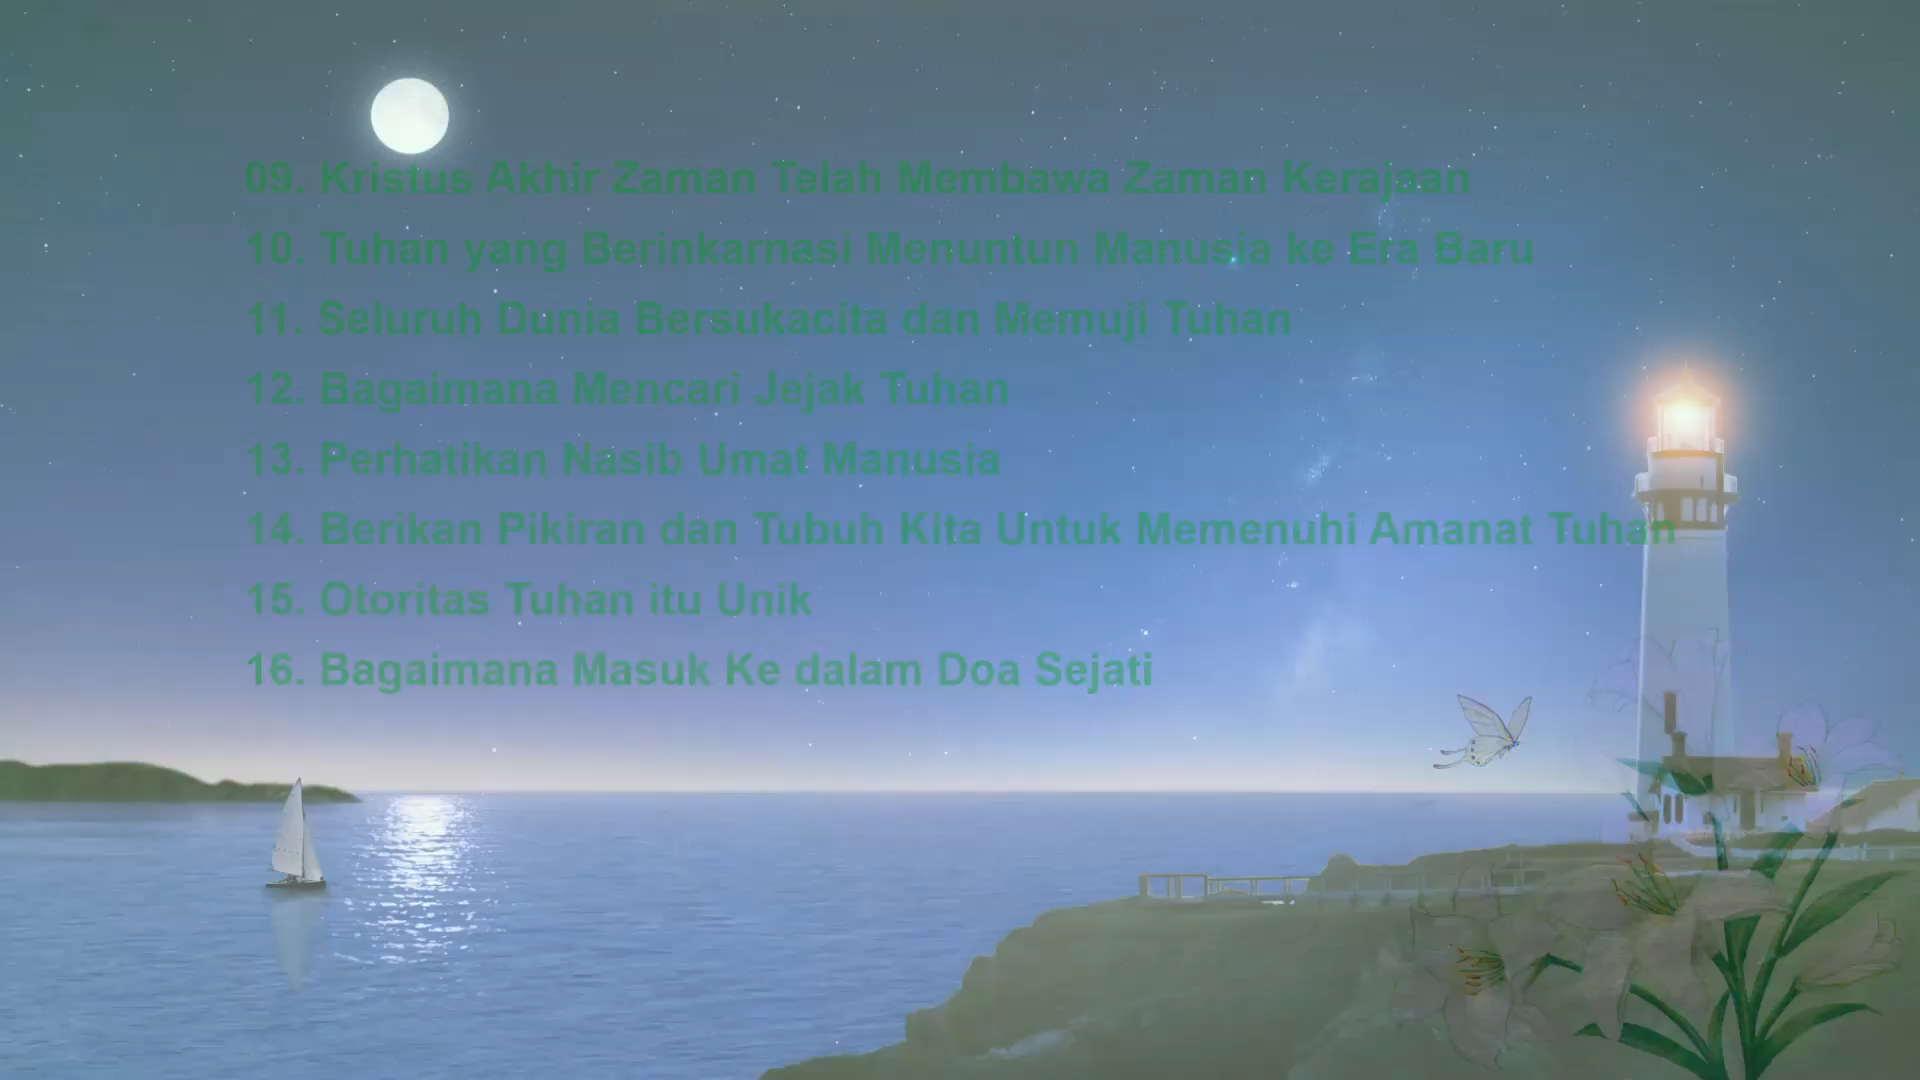 09. Kristus Akhir Zaman Telah Membawa Zaman Kerajaan
10. Tuhan yang Berinkarnasi Menuntun Manusia ke Era Baru
11. Seluruh Dunia Bersukacita dan Memuji Tuhan
12. Bagaimana Mencari Jejak Tuhan
13. Perhatikan Nasib Umat Manusia
14. Berikan Pikiran dan Tubuh Kita Untuk Memenuhi Amanat Tuhan
15. Otoritas Tuhan itu Unik
16. Bagaimana Masuk Ke dalam Doa Sejati